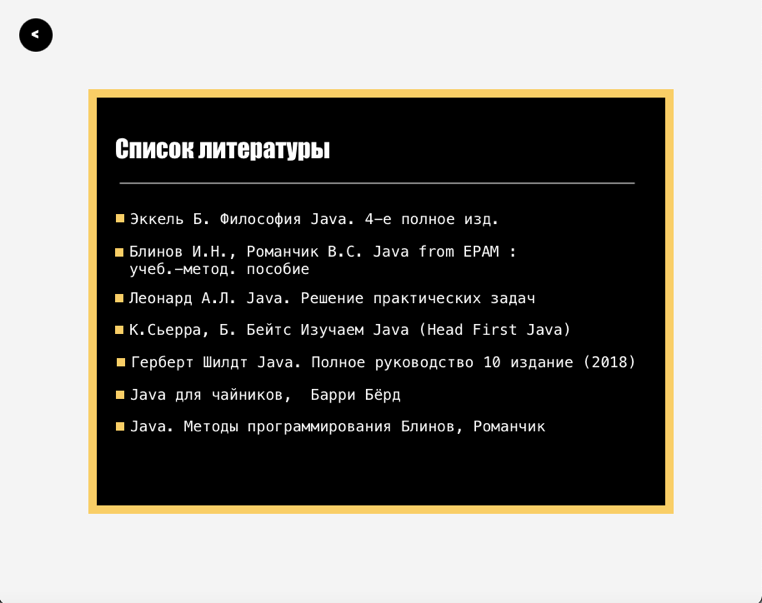 <
Список литературы
Эккель Б. Философия Java. 4-е полное изд.
Блинов И.Н., Романчик В.С. Java from EPAM :
учеб.-метод. пособие
Леонард А.Л. Java. Решение практических задач
К.Сьерра, Б. Бейтс Изучаем Java (Head First Java)
Герберт Шилдт Java. Полное руководство 10 издание (2018)
Java для чайников,  Барри Бёрд
Java. Методы программирования Блинов, Романчик